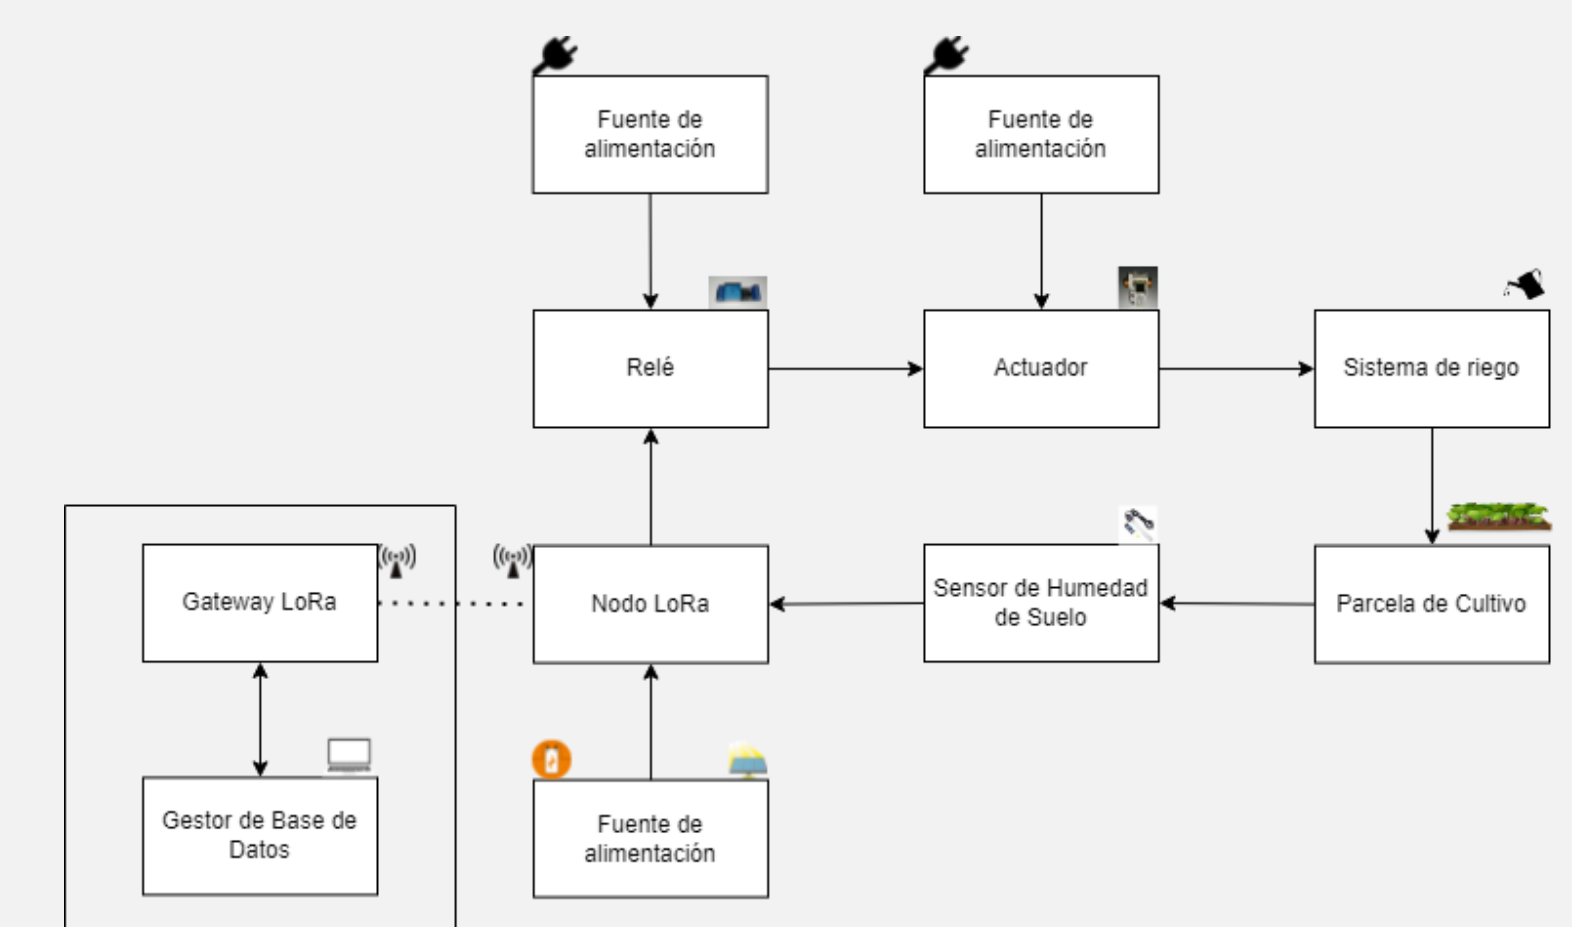 Fuente de
alimentación
Fuente de
alimentación
Relé
Actuador
Sistema de riego
Gateway LoRa
Nodo LoRa
Sensor de Humedad
de Suelo
Parcela de Cultivo
Gestor de Base de
Datos
Fuente de
alimentación